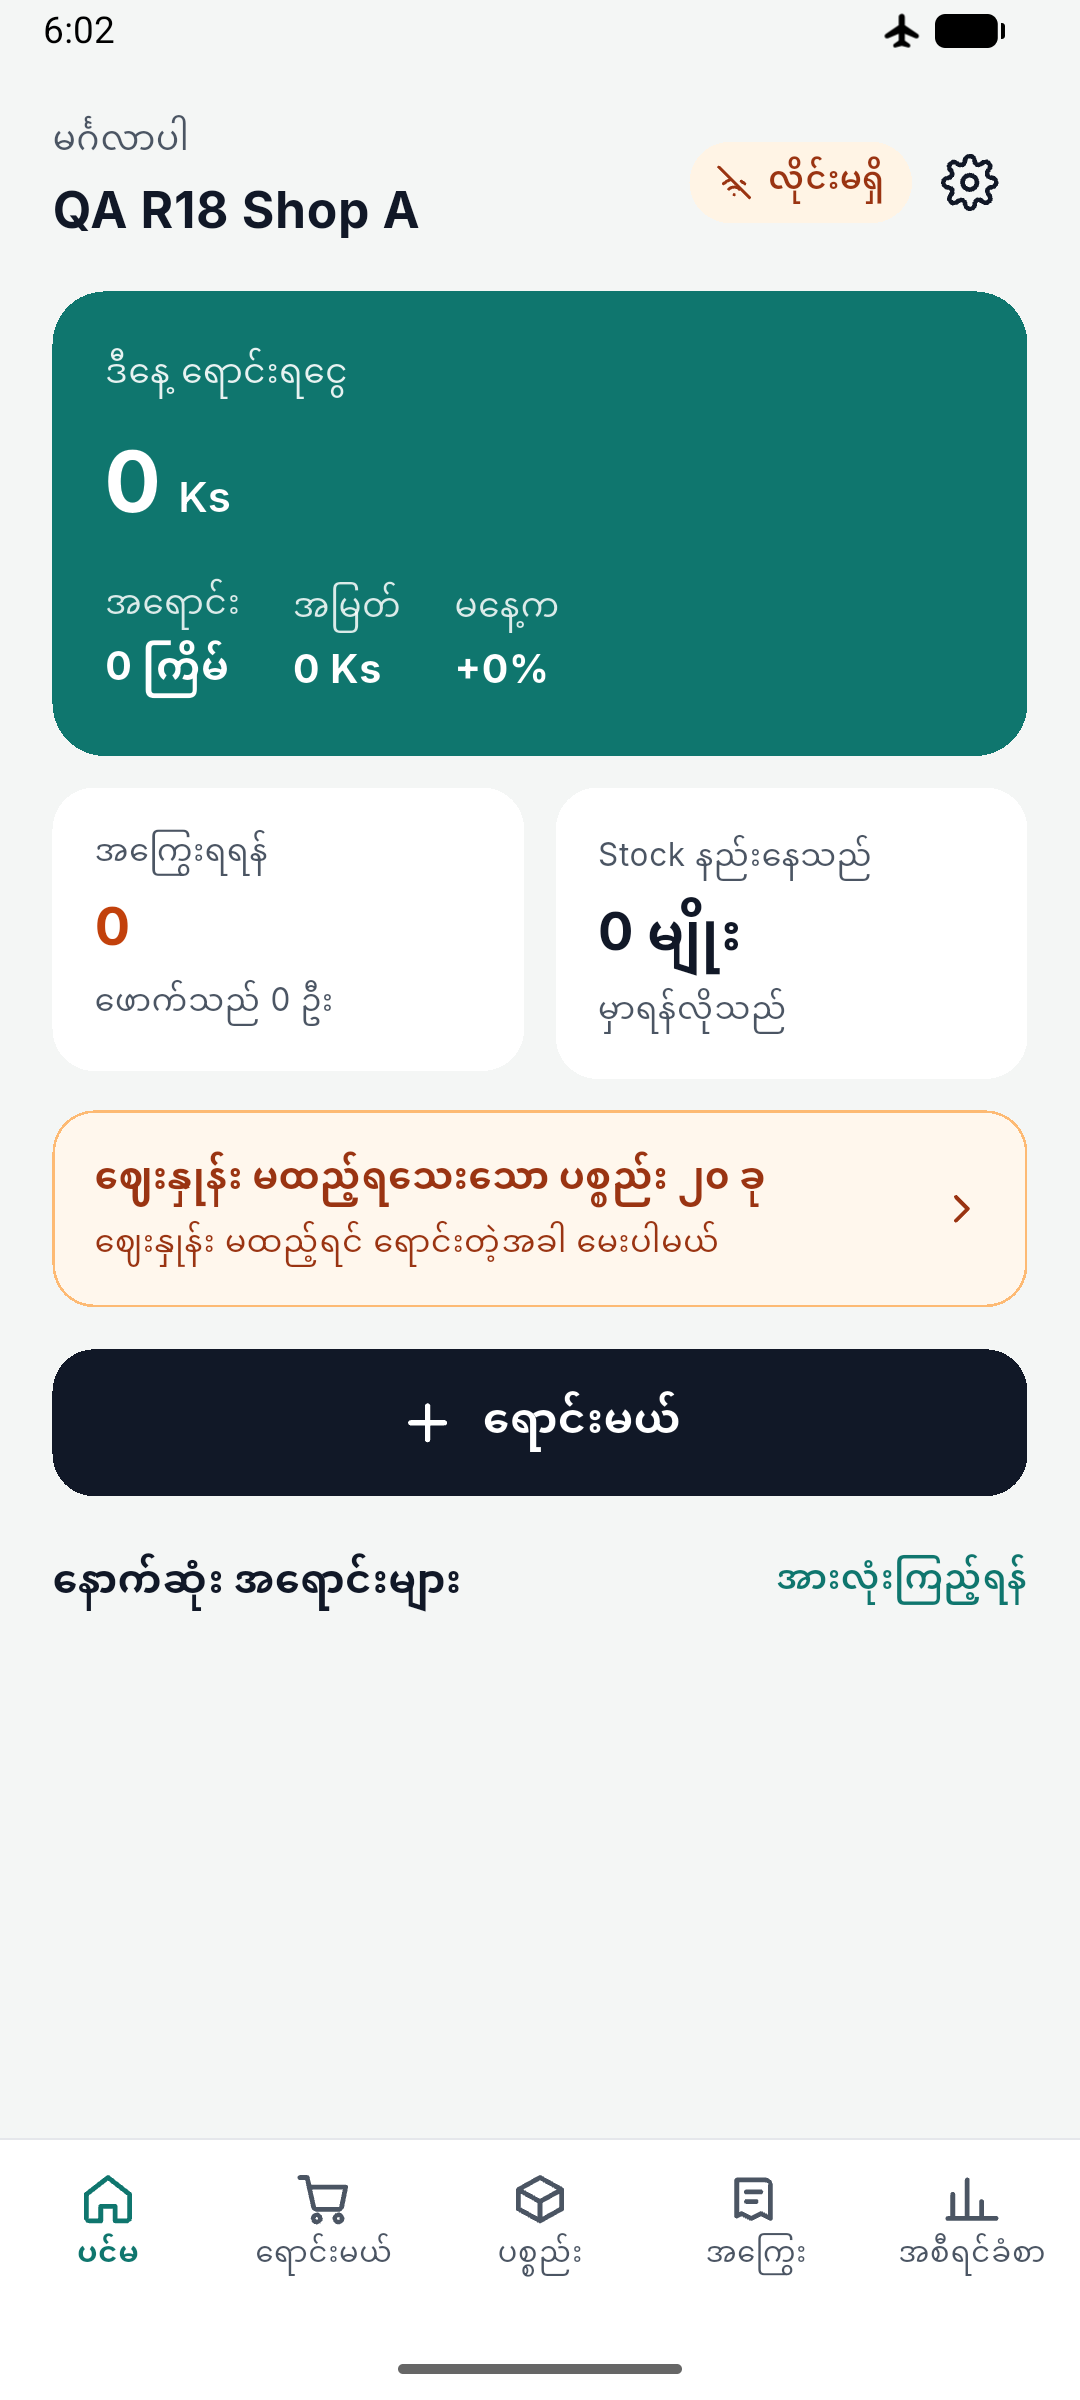 6:02
မင်္ဂလာပါ
QA R18 Shop A
လိုင်းမရှိ
ဒီနေ့ ရောင်းရငွေ
0 Ks
အရောင်း အမြတ် မနေ့က
0 ကြိမ် 0 Ks +0%
အကြွေးရရန်
0
ဖောက်သည် 0 ဦး
Stock နည်းနေသည်
0 မျိုး
မှာရန်လိုသည်
ဈေးနှုန်း မထည့်ရသေးသော ပစ္စည်း ၂၀ ခု
ဈေးနှုန်း မထည့်ရင် ရောင်းတဲ့အခါ မေးပါမယ်
ရောင်းမယ်
နောက်ဆုံး အရောင်းများ
အားလုံးကြည့်ရန်
ပင်မ
ရောင်းမယ်
ပစ္စည်း
အကြွေး
အစီရင်ခံစာ